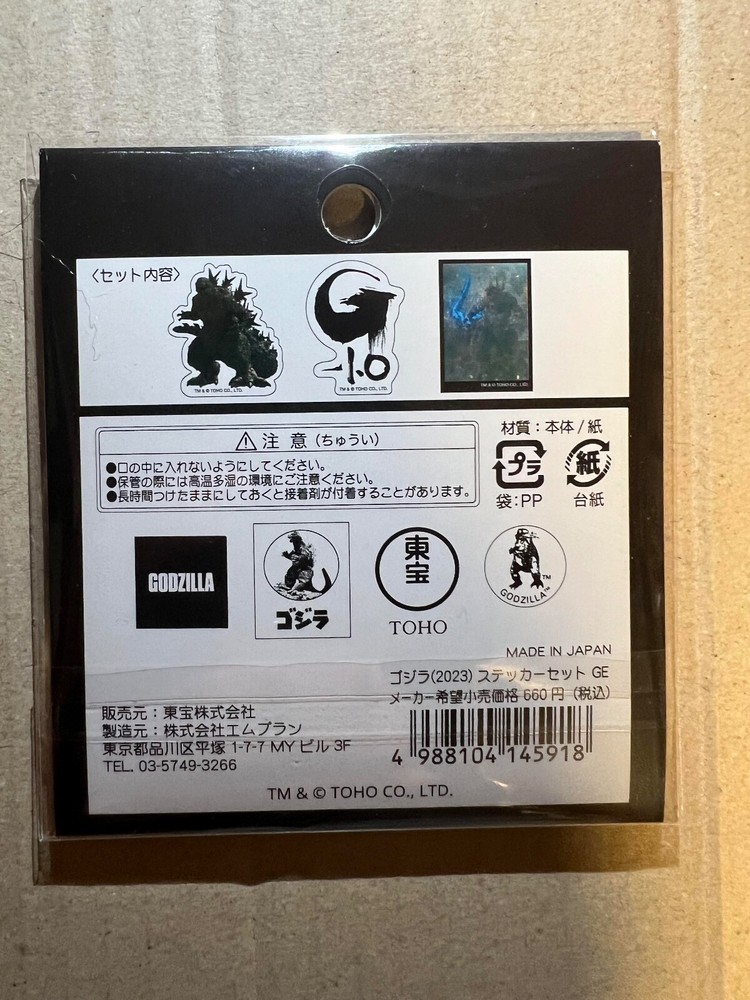 〈セット内容〉
TM & © TOHO CO., LTD.
-1.0
TM & © TOHO CO., LTD.
TM & © TOHO CO., LTD.
注意(ちゅうい)
●口の中に入れないようにしてください。
●保管の際には高温多湿の環境にご注意ください。
●長時間つけたままにしておくと接着剤が付着することがあります。
材質:本体/紙
プラ
紙
袋:PP
台紙
GODZILLA
ゴジラ
東宝
TOHO
GODZILLA™
TM
MADE IN JAPAN
ゴジラ(2023) ステッカーセット GE
メーカー希望小売価格 660円(税込)
販売元:東宝株式会社
製造元:株式会社エムプラン
東京都品川区平塚 1-7-7 MY ビル 3F
TEL. 03-5749-3266
4 988104 145918
TM & © TOHO CO., LTD.